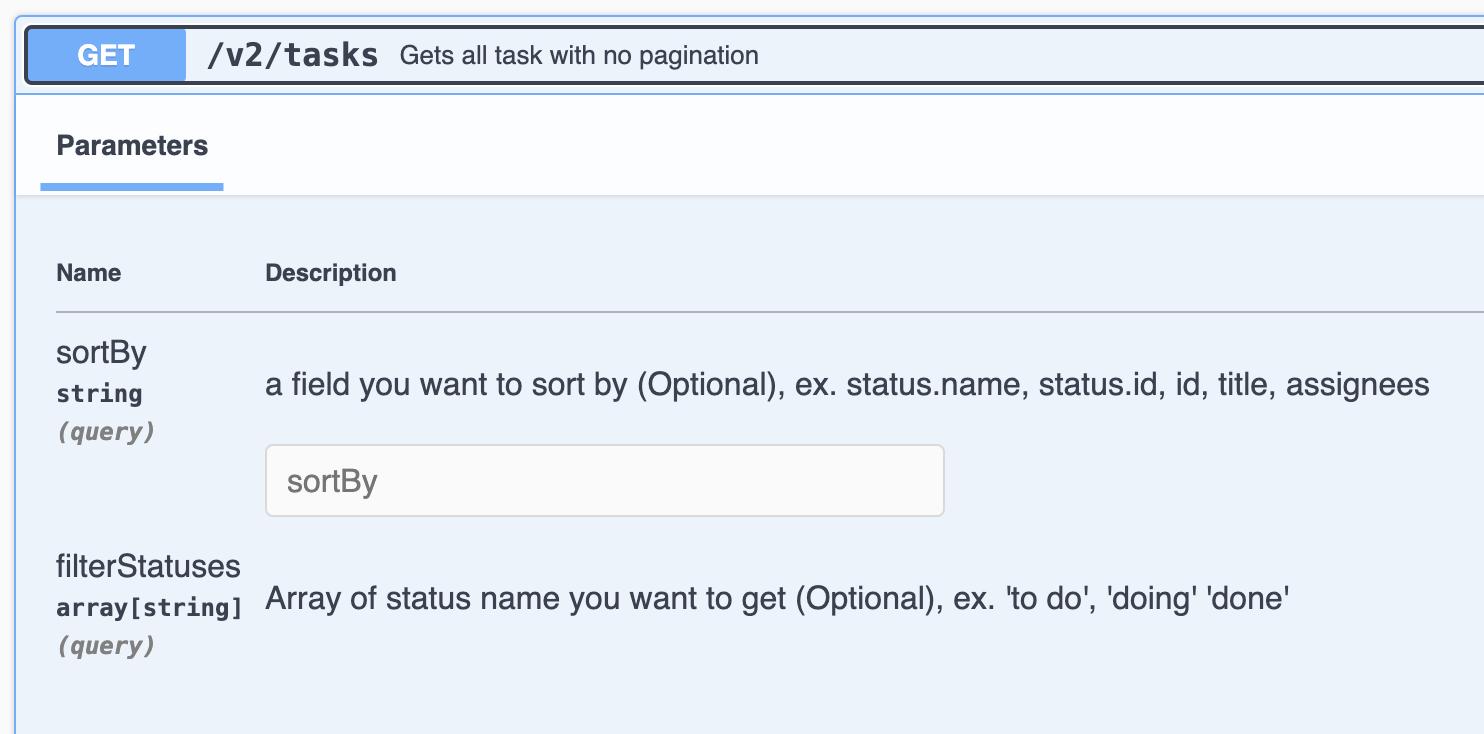 GET /v2/tasks Gets all task with no pagination
Parameters
Name Description
sortBy
string
(query)
a field you want to sort by (Optional), ex. status.name, status.id, id, title, assignees
sortBy
filterStatuses
array[string]
(query)
Array of status name you want to get (Optional), ex. 'to do', 'doing' 'done'